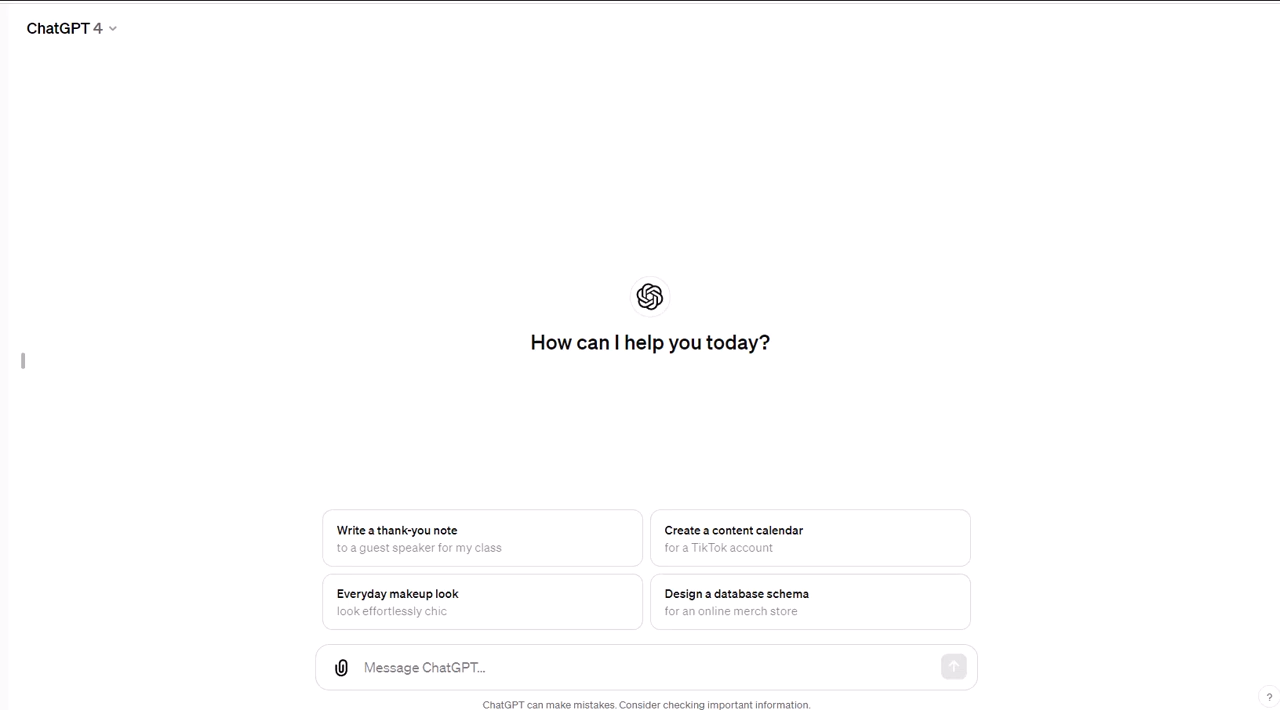 ChatGPT 4
How can I help you today?
Write a thank-you note
to a guest speaker for my class
Create a content calendar
for a TikTok account
Everyday makeup look
look effortlessly chic
Design a database schema
for an online merch store
Message ChatGPT...
ChatGPT can make mistakes. Consider checking important information.
?